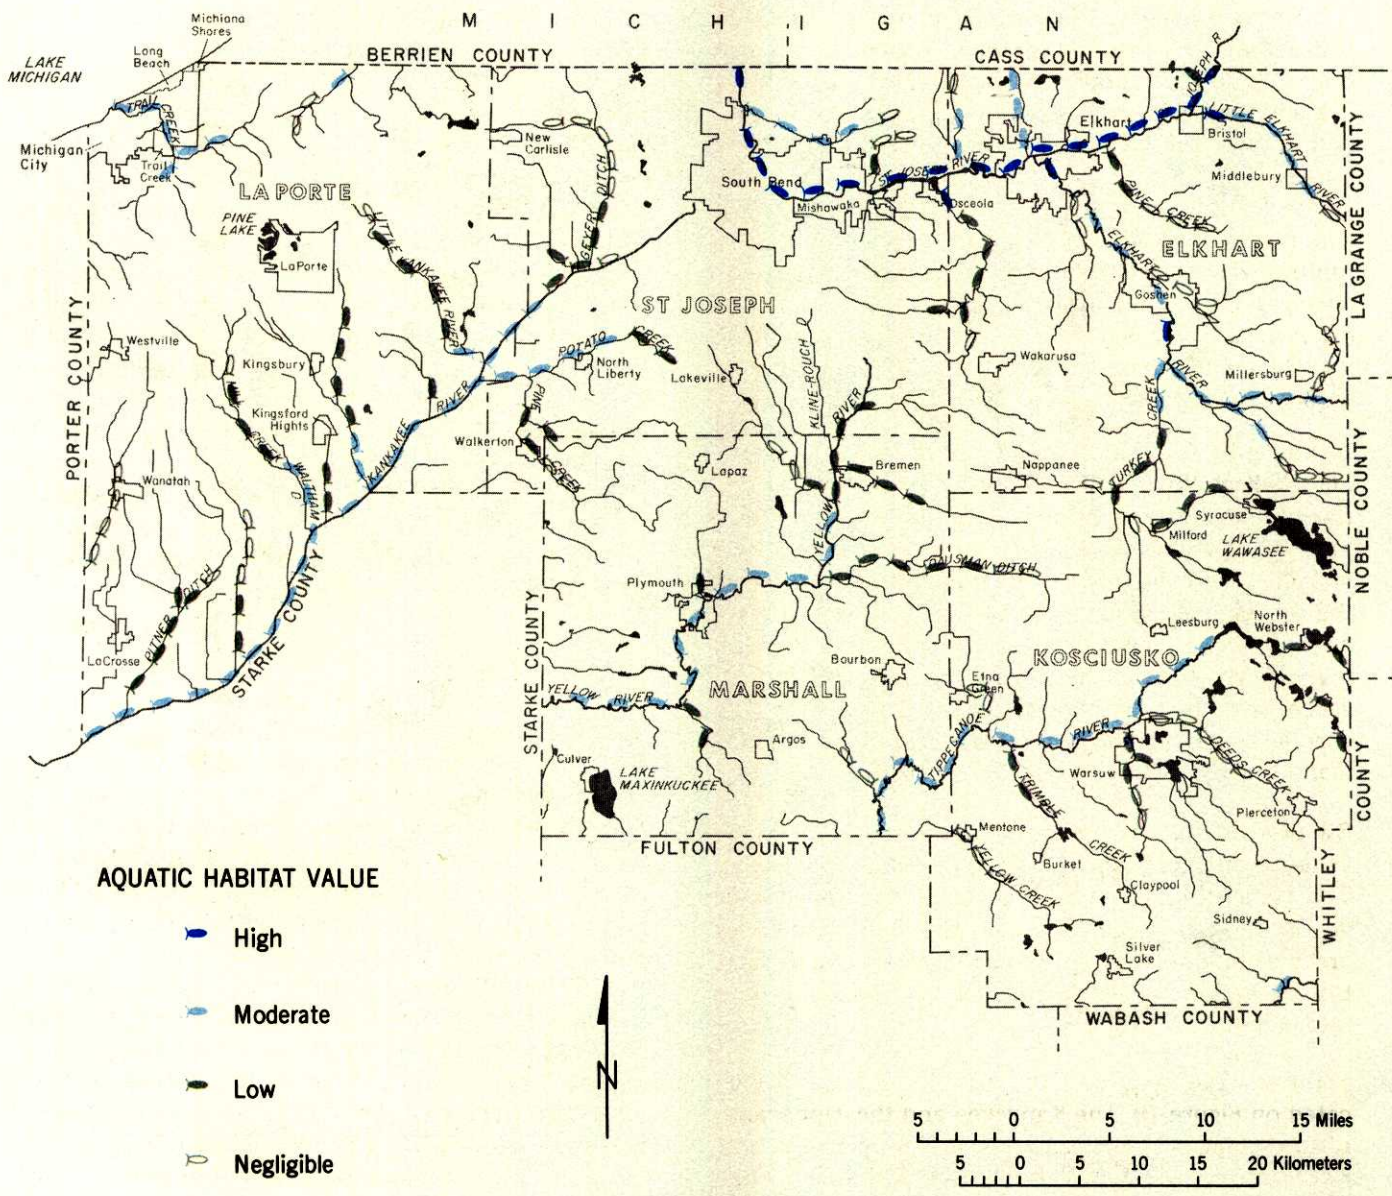 M I C H I G A N
Michiana
Shores
BERRIEN COUNTY
CASS COUNTY
LAKE
MICHIGAN
Long
Beach
ST JOSEPH R
TRAIL CREEK
Elkhart
LITTLE ELKHART RIVER
Bristol
Michigan
City
Trail
Creek
New
Carlisle
LA PORTE
South Bend
Mishawaka
ST JOSEPH RIVER
Osceola
Middlebury
PINE CREEK
PINE
LAKE
LaPorte
LITTLE KANKAKEE RIVER
GEYER DITCH
ELKHART
ELKHART
RIVER
Goshen
LA GRANGE COUNTY
ST JOSEPH
PORTER COUNTY
Westville
Kingsbury
POTATO CREEK
North
Liberty
Lakeville
KLINE-ROUCH D
Wakarusa
Millersburg
Kingsford
Hights
KANKAKEE RIVER
PINE CREEK
Walkerton
YELLOW RIVER
TURKEY CREEK
Wanatah
CREEK
WALTHAM
Lapaz
Bremen
Nappanee
Syracuse
Milford
LAKE
WAWASEE
NOBLE COUNTY
PITNER DITCH
STARKE COUNTY
Plymouth
DAUSMAN DITCH
LaCrosse
STARKE COUNTY
Leesburg
North
Webster
Bourbon
KOSCIUSKO
Etna
Green
YELLOW RIVER
MARSHALL
TIPPECANOE
RIVER
Argos
Culver
LAKE
MAXINKUCKEE
Warsaw
DEEDS CREEK
Pierceton
TRIMBLE CREEK
FULTON COUNTY
Mentone
YELLOW CREEK
Burket
Claypool
Sidney
Silver
Lake
WHITLEY COUNTY
WABASH COUNTY
AQUATIC HABITAT VALUE
High
Moderate
Low
Negligible
N
5 0 5 10 15 Miles
5 0 5 10 15 20 Kilometers